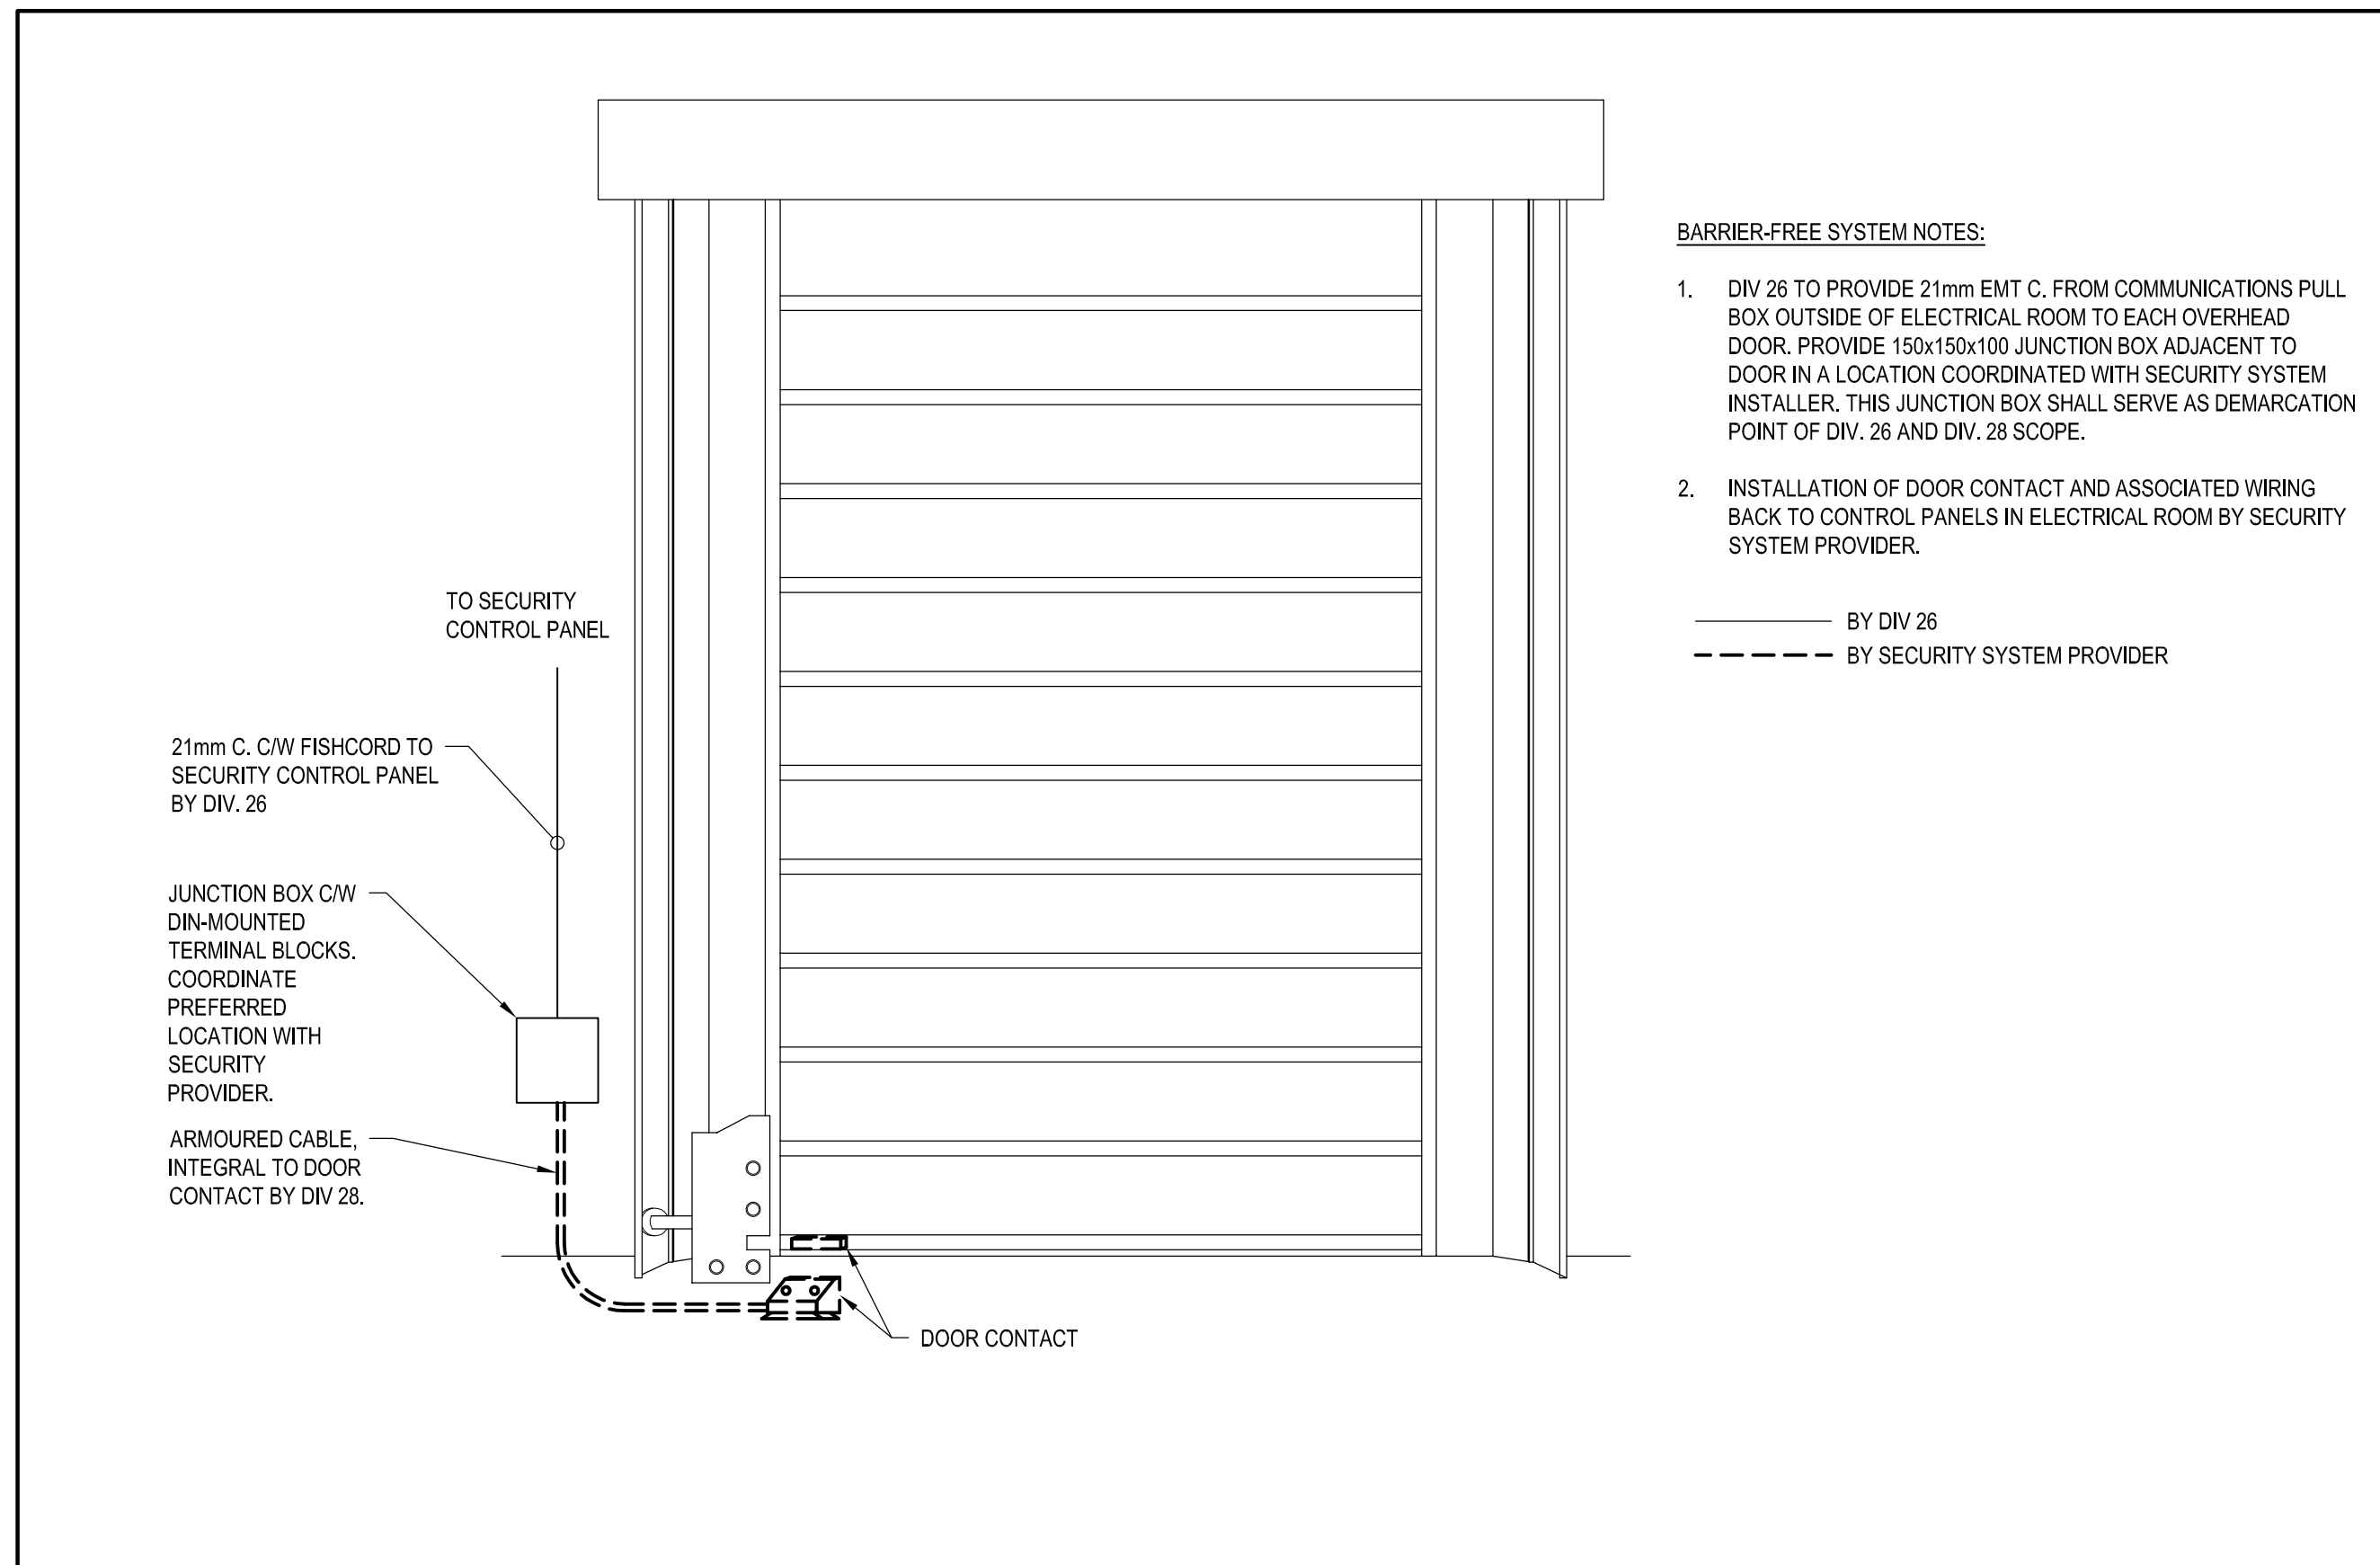 BARRIER-FREE SYSTEM NOTES:
1. DIV 26 TO PROVIDE 21mm EMT C. FROM COMMUNICATIONS PULL
BOX OUTSIDE OF ELECTRICAL ROOM TO EACH OVERHEAD
DOOR. PROVIDE 150x150x100 JUNCTION BOX ADJACENT TO
DOOR IN A LOCATION COORDINATED WITH SECURITY SYSTEM
INSTALLER. THIS JUNCTION BOX SHALL SERVE AS DEMARCATION
POINT OF DIV. 26 AND DIV. 28 SCOPE.
2. INSTALLATION OF DOOR CONTACT AND ASSOCIATED WIRING
BACK TO CONTROL PANELS IN ELECTRICAL ROOM BY SECURITY
SYSTEM PROVIDER.
BY DIV 26
BY SECURITY SYSTEM PROVIDER
TO SECURITY
CONTROL PANEL
21mm C. C/W FISHCORD TO
SECURITY CONTROL PANEL
BY DIV. 26
JUNCTION BOX C/W
DIN-MOUNTED
TERMINAL BLOCKS.
COORDINATE
PREFERRED
LOCATION WITH
SECURITY
PROVIDER.
ARMOURED CABLE,
INTEGRAL TO DOOR
CONTACT BY DIV 28.
DOOR CONTACT